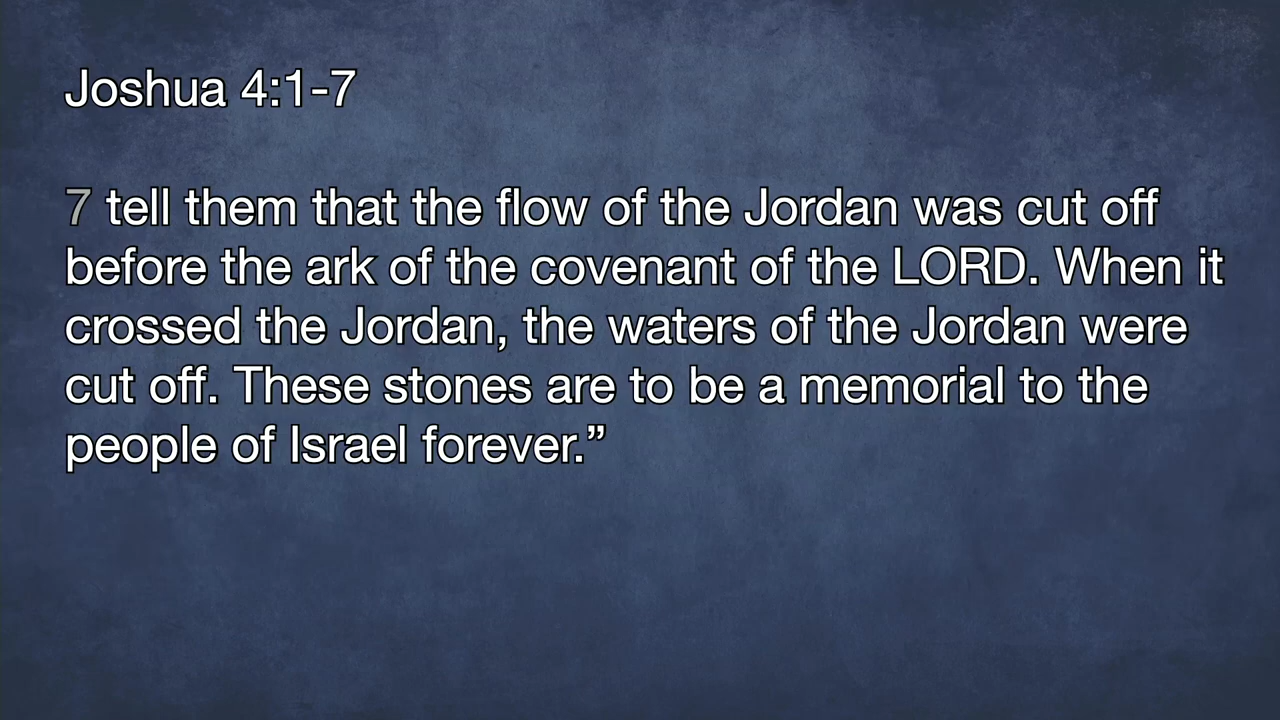 Joshua 4:1-7
7 tell them that the flow of the Jordan was cut off
before the ark of the covenant of the LORD. When it
crossed the Jordan, the waters of the Jordan were
cut off. These stones are to be a memorial to the
people of Israel forever.”